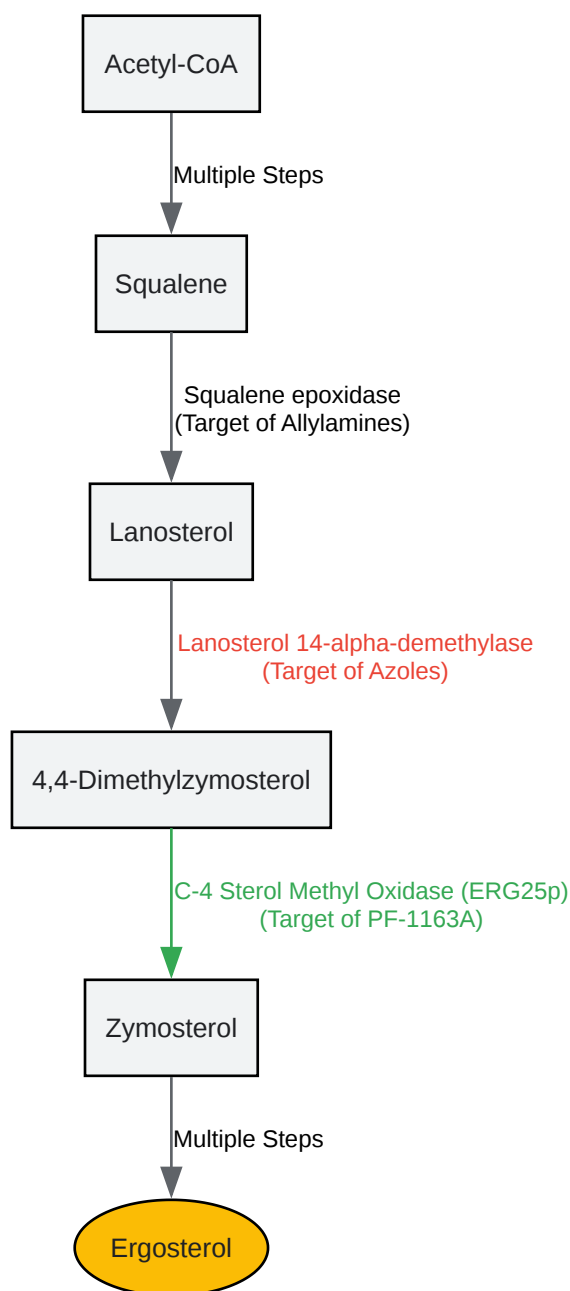 Acetyl-CoA
Multiple Steps
Squalene
Squalene epoxidase
(Target of Allylamines)
Lanosterol
Lanosterol 14-alpha-demethylase
(Target of Azoles)
4,4-Dimethylzymosterol
C-4 Sterol Methyl Oxidase (ERG25p)
(Target of PF-1163A)
Zymosterol
Multiple Steps
Ergosterol